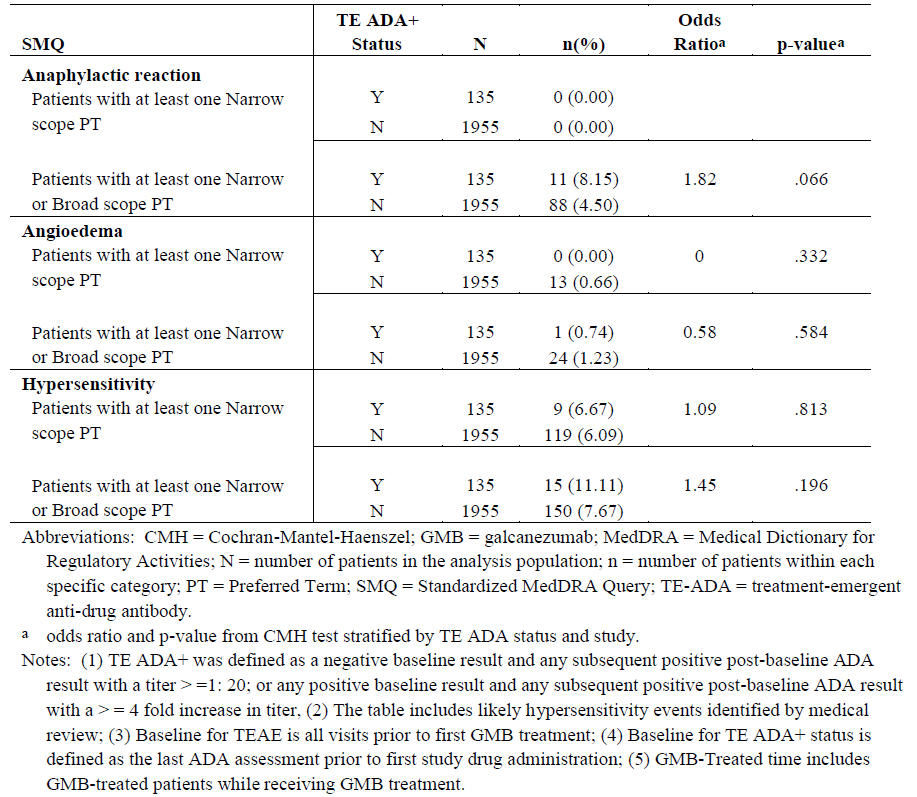 TE ADA+ Odds
SMQ Status N n(%) Ratioa p-valuea
Anaphylactic reaction
Patients with at least one Narrow Y 135 0 (0.00)
scope PT N 1955 0 (0.00)
Patients with at least one Narrow Y 135 11 (8.15) 1.82 .066
or Broad scope PT N 1955 88 (4.50)
Angioedema
Patients with at least one Narrow Y 135 0 (0.00) 0 .332
scope PT N 1955 13 (0.66)
Patients with at least one Narrow Y 135 1 (0.74) 0.58 .584
or Broad scope PT N 1955 24 (1.23)
Hypersensitivity
Patients with at least one Narrow Y 135 9 (6.67) 1.09 .813
scope PT N 1955 119 (6.09)
Patients with at least one Narrow Y 135 15 (11.11) 1.45 .196
or Broad scope PT N 1955 150 (7.67)
Abbreviations: CMH = Cochran-Mantel-Haenszel; GMB = galcanezumab; MedDRA = Medical Dictionary for
Regulatory Activities; N = number of patients in the analysis population; n = number of patients within each
specific category; PT = Preferred Term; SMQ = Standardized MedDRA Query; TE-ADA = treatment-emergent
anti-drug antibody.
a odds ratio and p-value from CMH test stratified by TE ADA status and study.
Notes: (1) TE ADA+ was defined as a negative baseline result and any subsequent positive post-baseline ADA
result with a titer > =1: 20; or any positive baseline result and any subsequent positive post-baseline ADA result
with a > = 4 fold increase in titer, (2) The table includes likely hypersensitivity events identified by medical
review; (3) Baseline for TEAE is all visits prior to first GMB treatment; (4) Baseline for TE ADA+ status is
defined as the last ADA assessment prior to first study drug administration; (5) GMB-Treated time includes
GMB-treated patients while receiving GMB treatment.